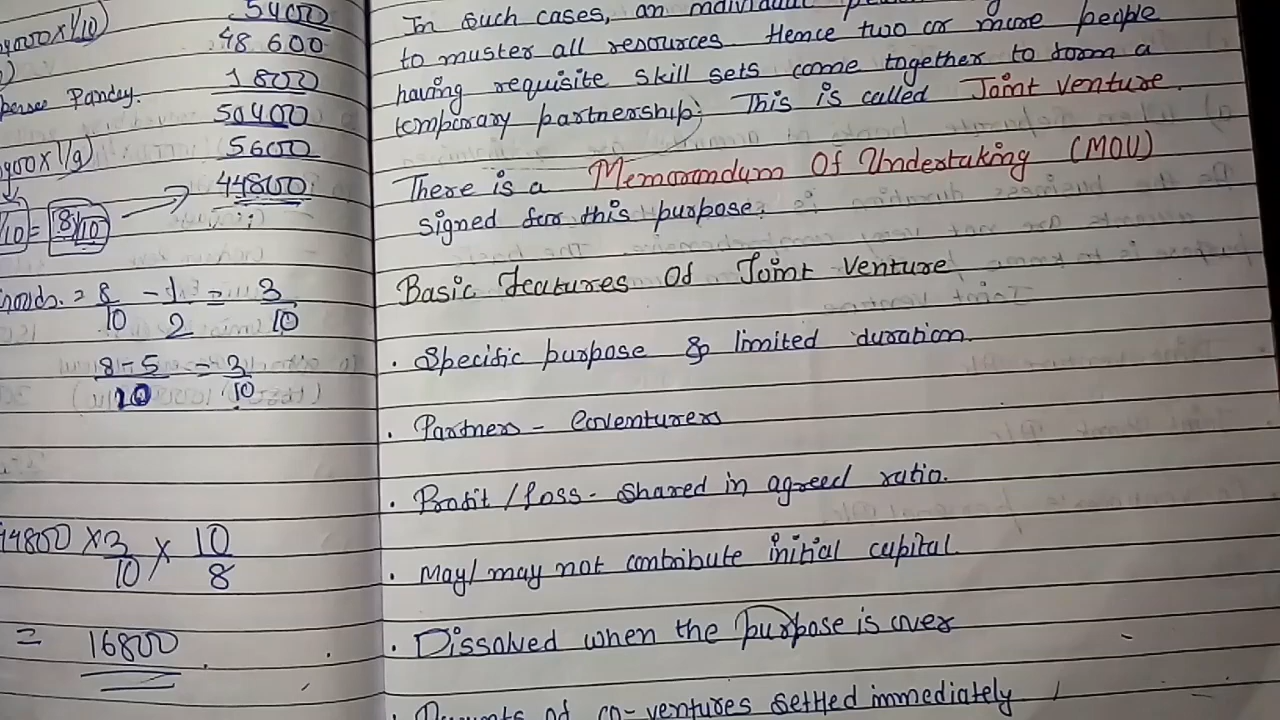 54000
48 600
1800
Pandey.
50400
5600
44800
8/10
= 8/10 - 1/2 = 3/10
8-5/10 = 3/10
44800 x 3/10 x 10/8
= 16800
In such cases, an individual
to muster all resources. Hence two or more people
having requisite skill sets come together to form a
temporary partnership; This is called Joint Venture.
There is a Memorandum Of Undestaking (MOU)
signed for this purpose.
Basic features Of Joint Venture
. Specific purpose & limited duration.
. Partners - Coventurers
. Profit / Loss - shared in agreed ratio.
. May/ may not contribute initial capital.
. Dissolved when the purpose is over
. of co-ventures settled immediately